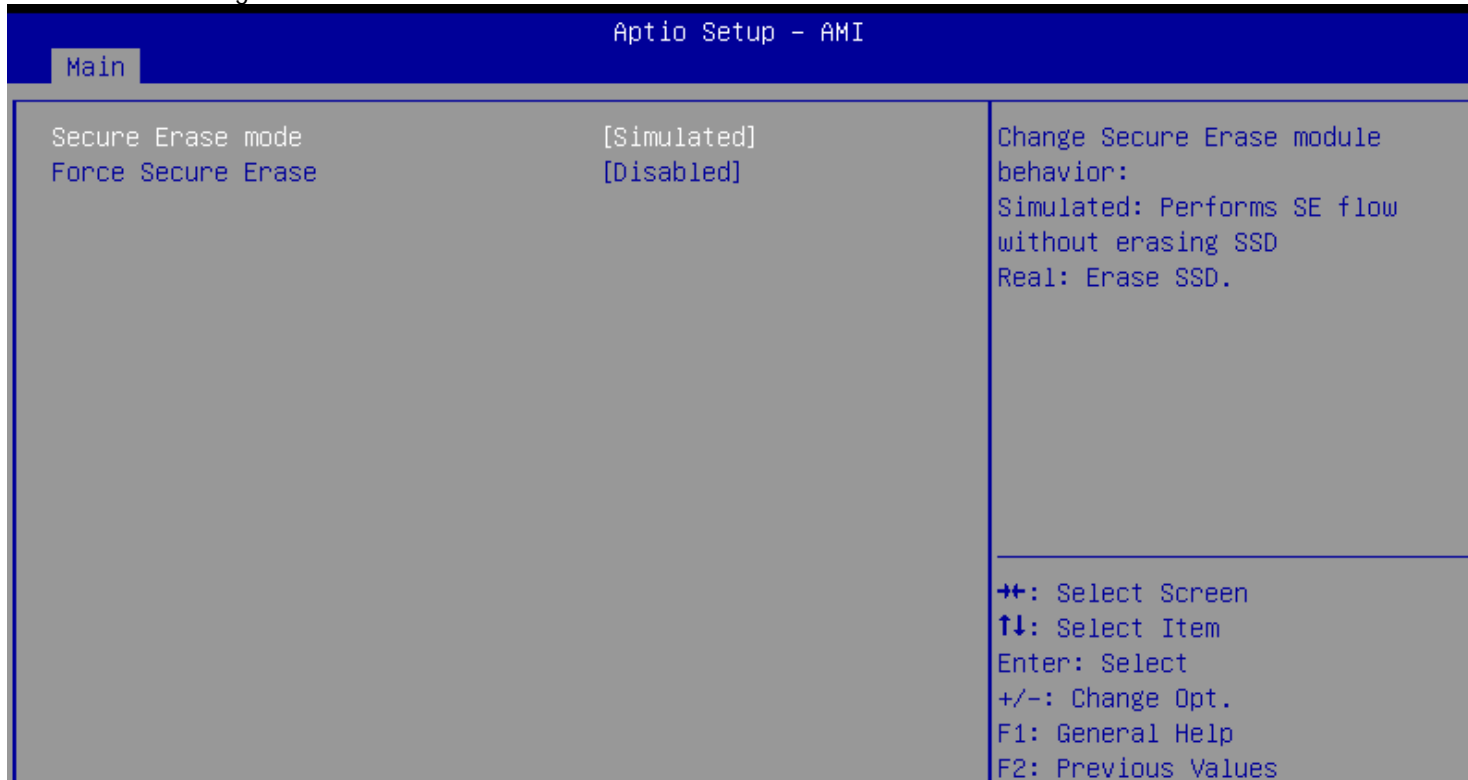 Aptio Setup - AMI
Main
Secure Erase mode [Simulated]
Force Secure Erase [Disabled]
Change Secure Erase module
behavior:
Simulated: Performs SE flow
without erasing SSD
Real: Erase SSD.
→←: Select Screen
↑↓: Select Item
Enter: Select
+/-: Change Opt.
F1: General Help
F2: Previous Values